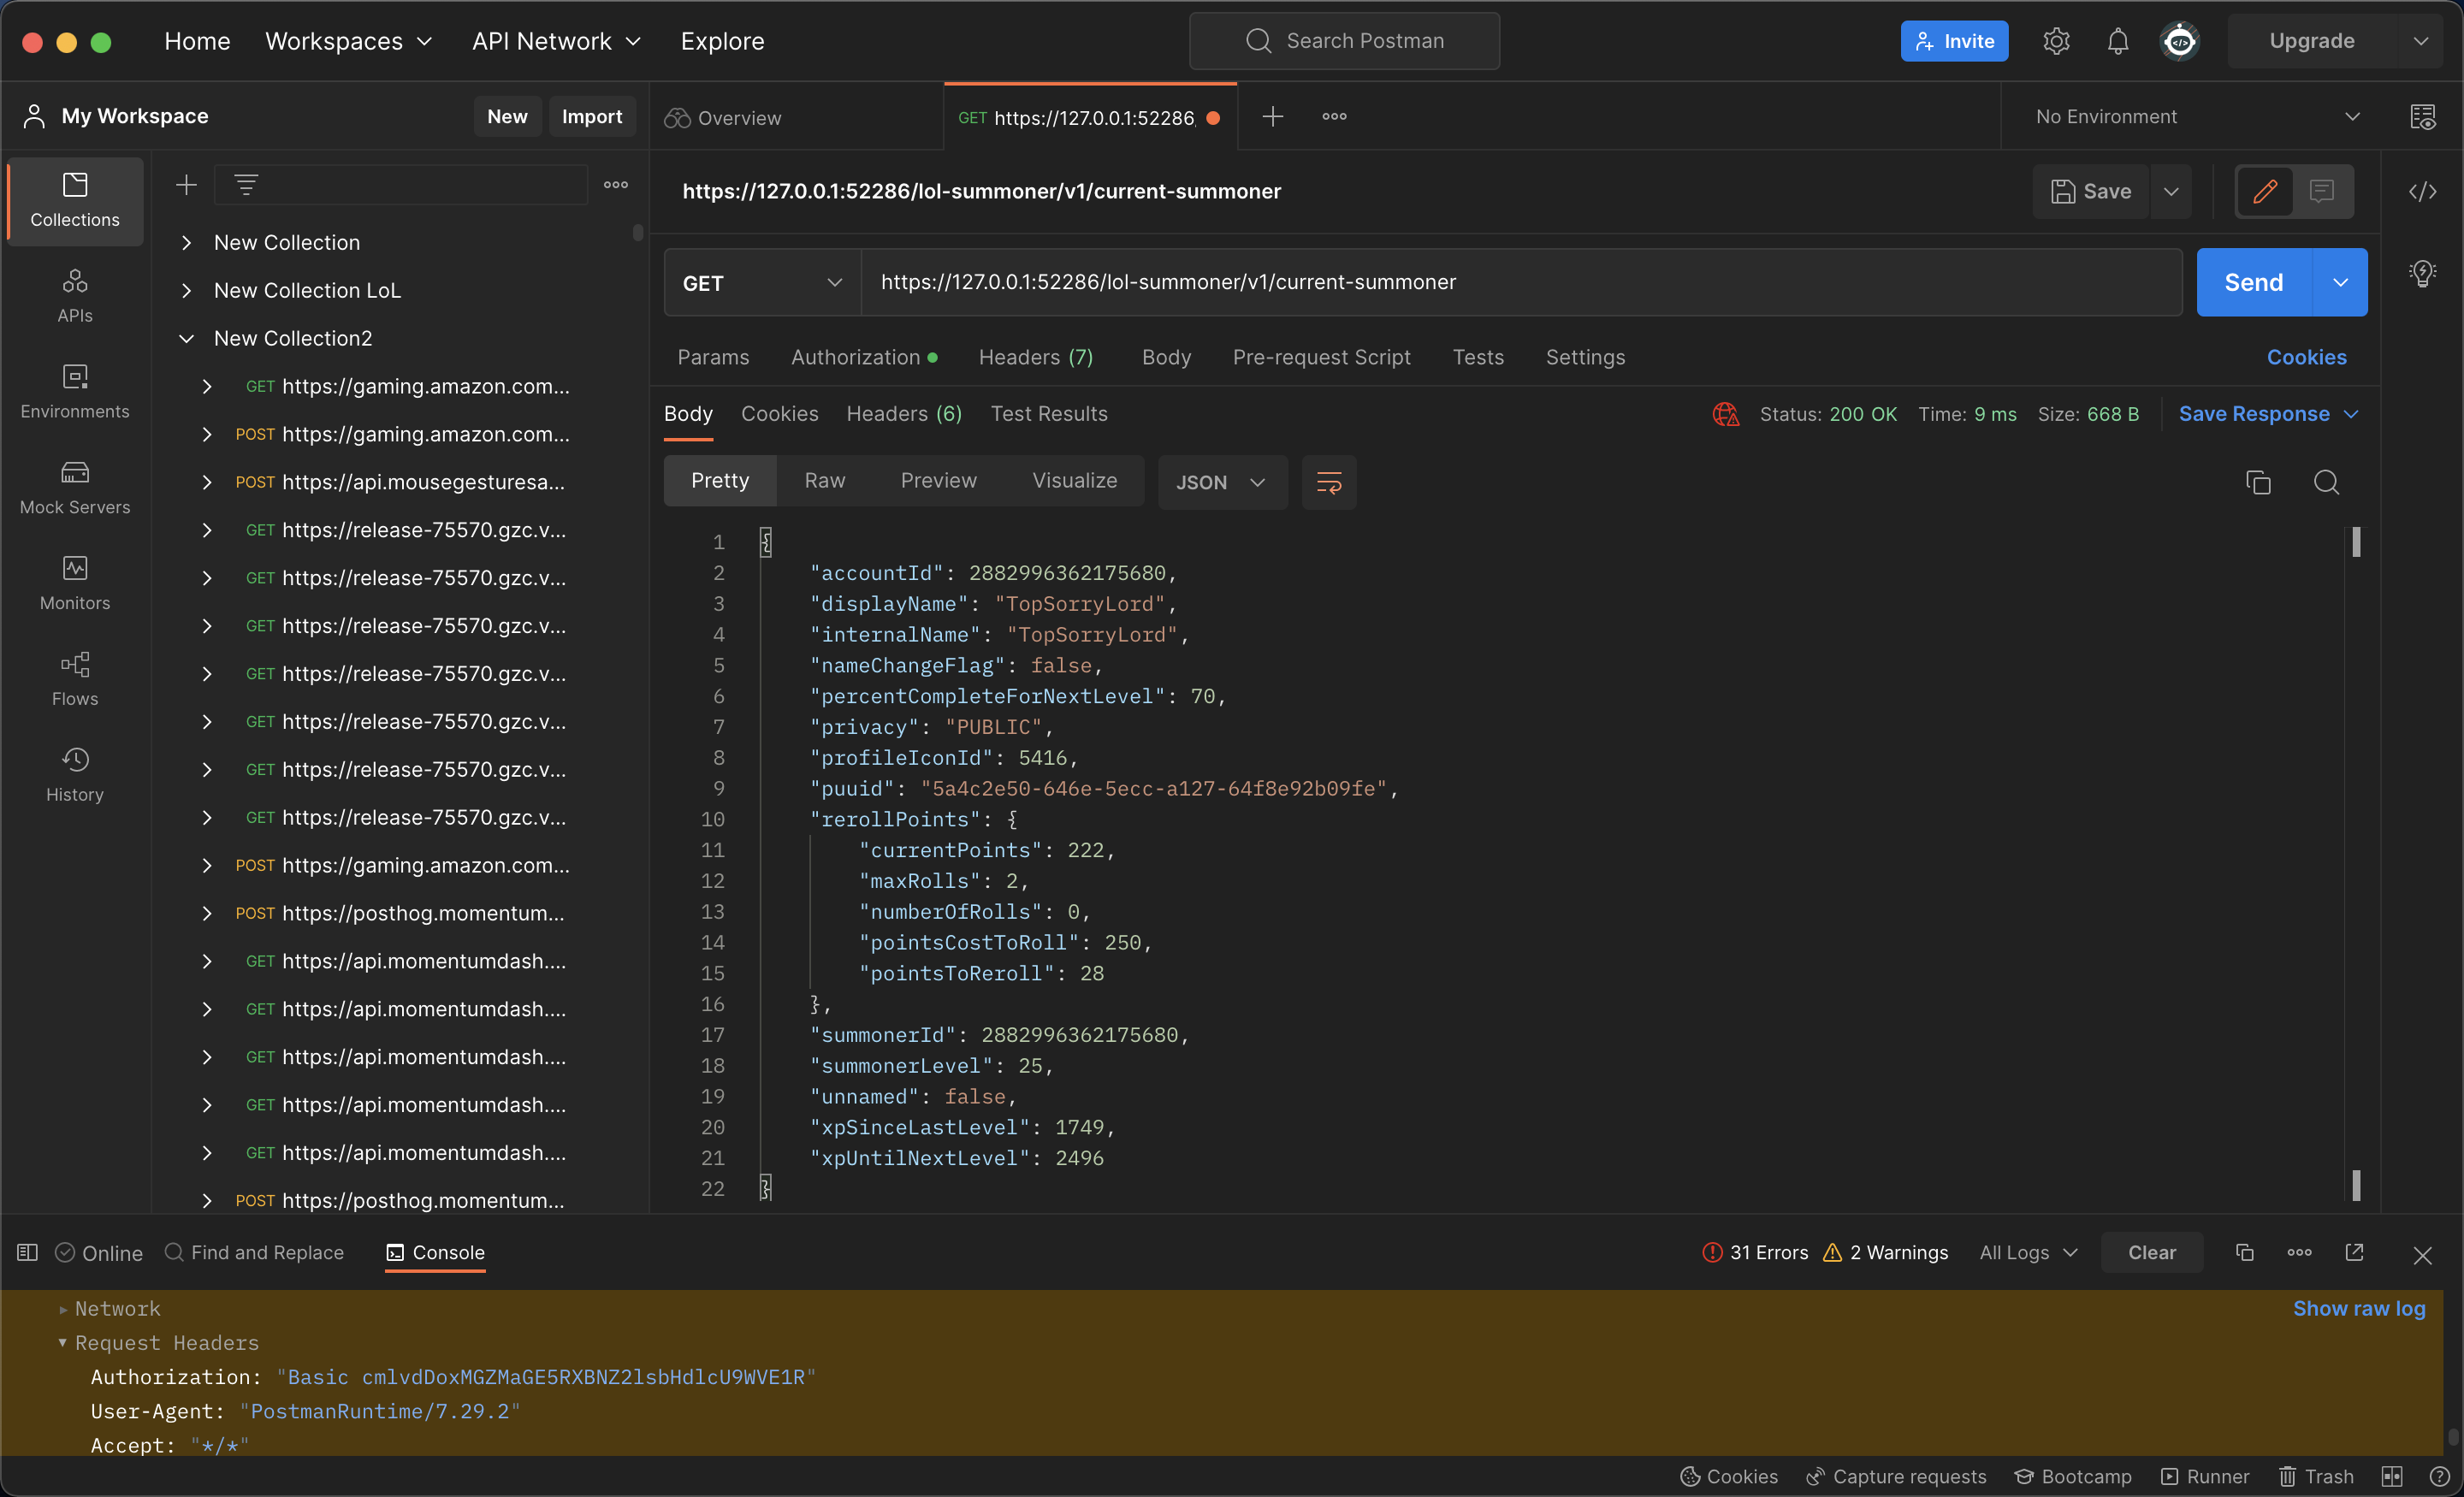 Home Workspaces API Network Explore Search Postman Invite Upgrade
My Workspace New Import
Overview GET https://127.0.0.1:52286, No Environment
Collections
APIs
Environments
Mock Servers
Monitors
Flows
History
New Collection
New Collection LoL
New Collection2
GET https://gaming.amazon.com...
POST https://gaming.amazon.com...
POST https://api.mousegesturesa...
GET https://release-75570.gzc.v...
GET https://release-75570.gzc.v...
GET https://release-75570.gzc.v...
GET https://release-75570.gzc.v...
GET https://release-75570.gzc.v...
GET https://release-75570.gzc.v...
GET https://release-75570.gzc.v...
POST https://gaming.amazon.com...
POST https://posthog.momentum...
GET https://api.momentumdash....
GET https://api.momentumdash....
GET https://api.momentumdash....
GET https://api.momentumdash....
GET https://api.momentumdash....
POST https://posthog.momentum...
https://127.0.0.1:52286/lol-summoner/v1/current-summoner Save
GET https://127.0.0.1:52286/lol-summoner/v1/current-summoner Send
Params Authorization Headers (7) Body Pre-request Script Tests Settings Cookies
Body Cookies Headers (6) Test Results Status: 200 OK Time: 9 ms Size: 668 B Save Response
Pretty Raw Preview Visualize JSON
1 {
2 "accountId": 2882996362175680,
3 "displayName": "TopSorryLord",
4 "internalName": "TopSorryLord",
5 "nameChangeFlag": false,
6 "percentCompleteForNextLevel": 70,
7 "privacy": "PUBLIC",
8 "profileIconId": 5416,
9 "puuid": "5a4c2e50-646e-5ecc-a127-64f8e92b09fe",
10 "rerollPoints": {
11 "currentPoints": 222,
12 "maxRolls": 2,
13 "numberOfRolls": 0,
14 "pointsCostToRoll": 250,
15 "pointsToReroll": 28
16 },
17 "summonerId": 2882996362175680,
18 "summonerLevel": 25,
19 "unnamed": false,
20 "xpSinceLastLevel": 1749,
21 "xpUntilNextLevel": 2496
22 }
Online Find and Replace Console 31 Errors 2 Warnings All Logs Clear
Network Show raw log
Request Headers
Authorization: "Basic cmlvdDoxMGZMaGE5RXBNZ2lsbHdlcU9WVE1R"
User-Agent: "PostmanRuntime/7.29.2"
Accept: "*/*"
Cookies Capture requests Bootcamp Runner Trash